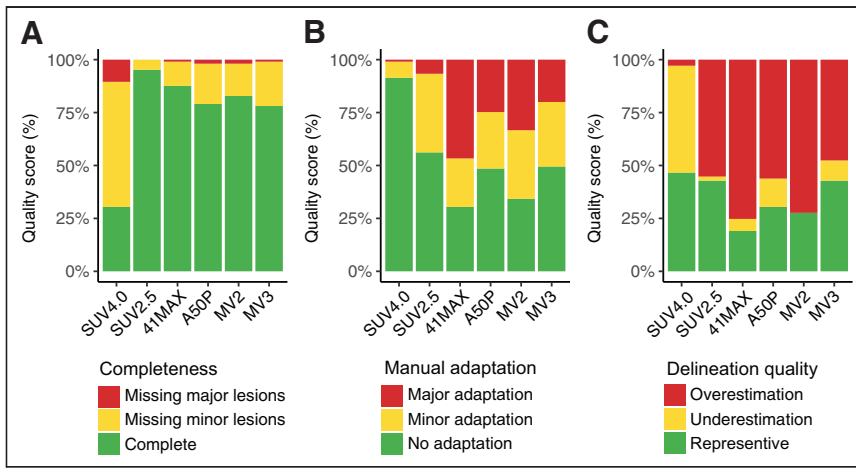 A
B
C
Quality score (%)
100%
75%
50%
25%
0%
SUV4.0
SUV2.5
41MAX
A50P
MV2
MV3
Quality score (%)
100%
75%
50%
25%
0%
SUV4.0
SUV2.5
41MAX
A50P
MV2
MV3
Quality score (%)
100%
75%
50%
25%
0%
SUV4.0
SUV2.5
41MAX
A50P
MV2
MV3
Completeness
Missing major lesions
Missing minor lesions
Complete
Manual adaptation
Major adaptation
Minor adaptation
No adaptation
Delineation quality
Overestimation
Underestimation
Representive